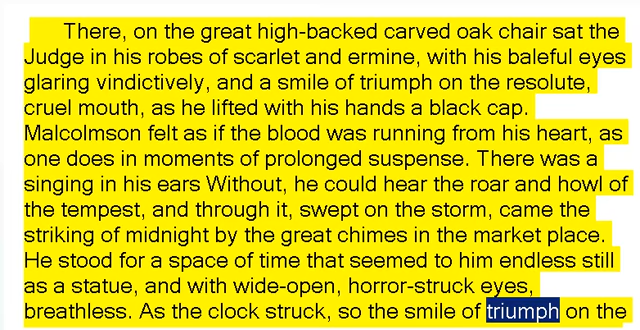 There, on the great high-backed carved oak chair sat the
Judge in his robes of scarlet and ermine, with his baleful eyes
glaring vindictively, and a smile of triumph on the resolute,
cruel mouth, as he lifted with his hands a black cap.
Malcolmson felt as if the blood was running from his heart, as
one does in moments of prolonged suspense. There was a
singing in his ears Without, he could hear the roar and howl of
the tempest, and through it, swept on the storm, came the
striking of midnight by the great chimes in the market place.
He stood for a space of time that seemed to him endless still
as a statue, and with wide-open, horror-struck eyes,
breathless. As the clock struck, so the smile of triumph on the